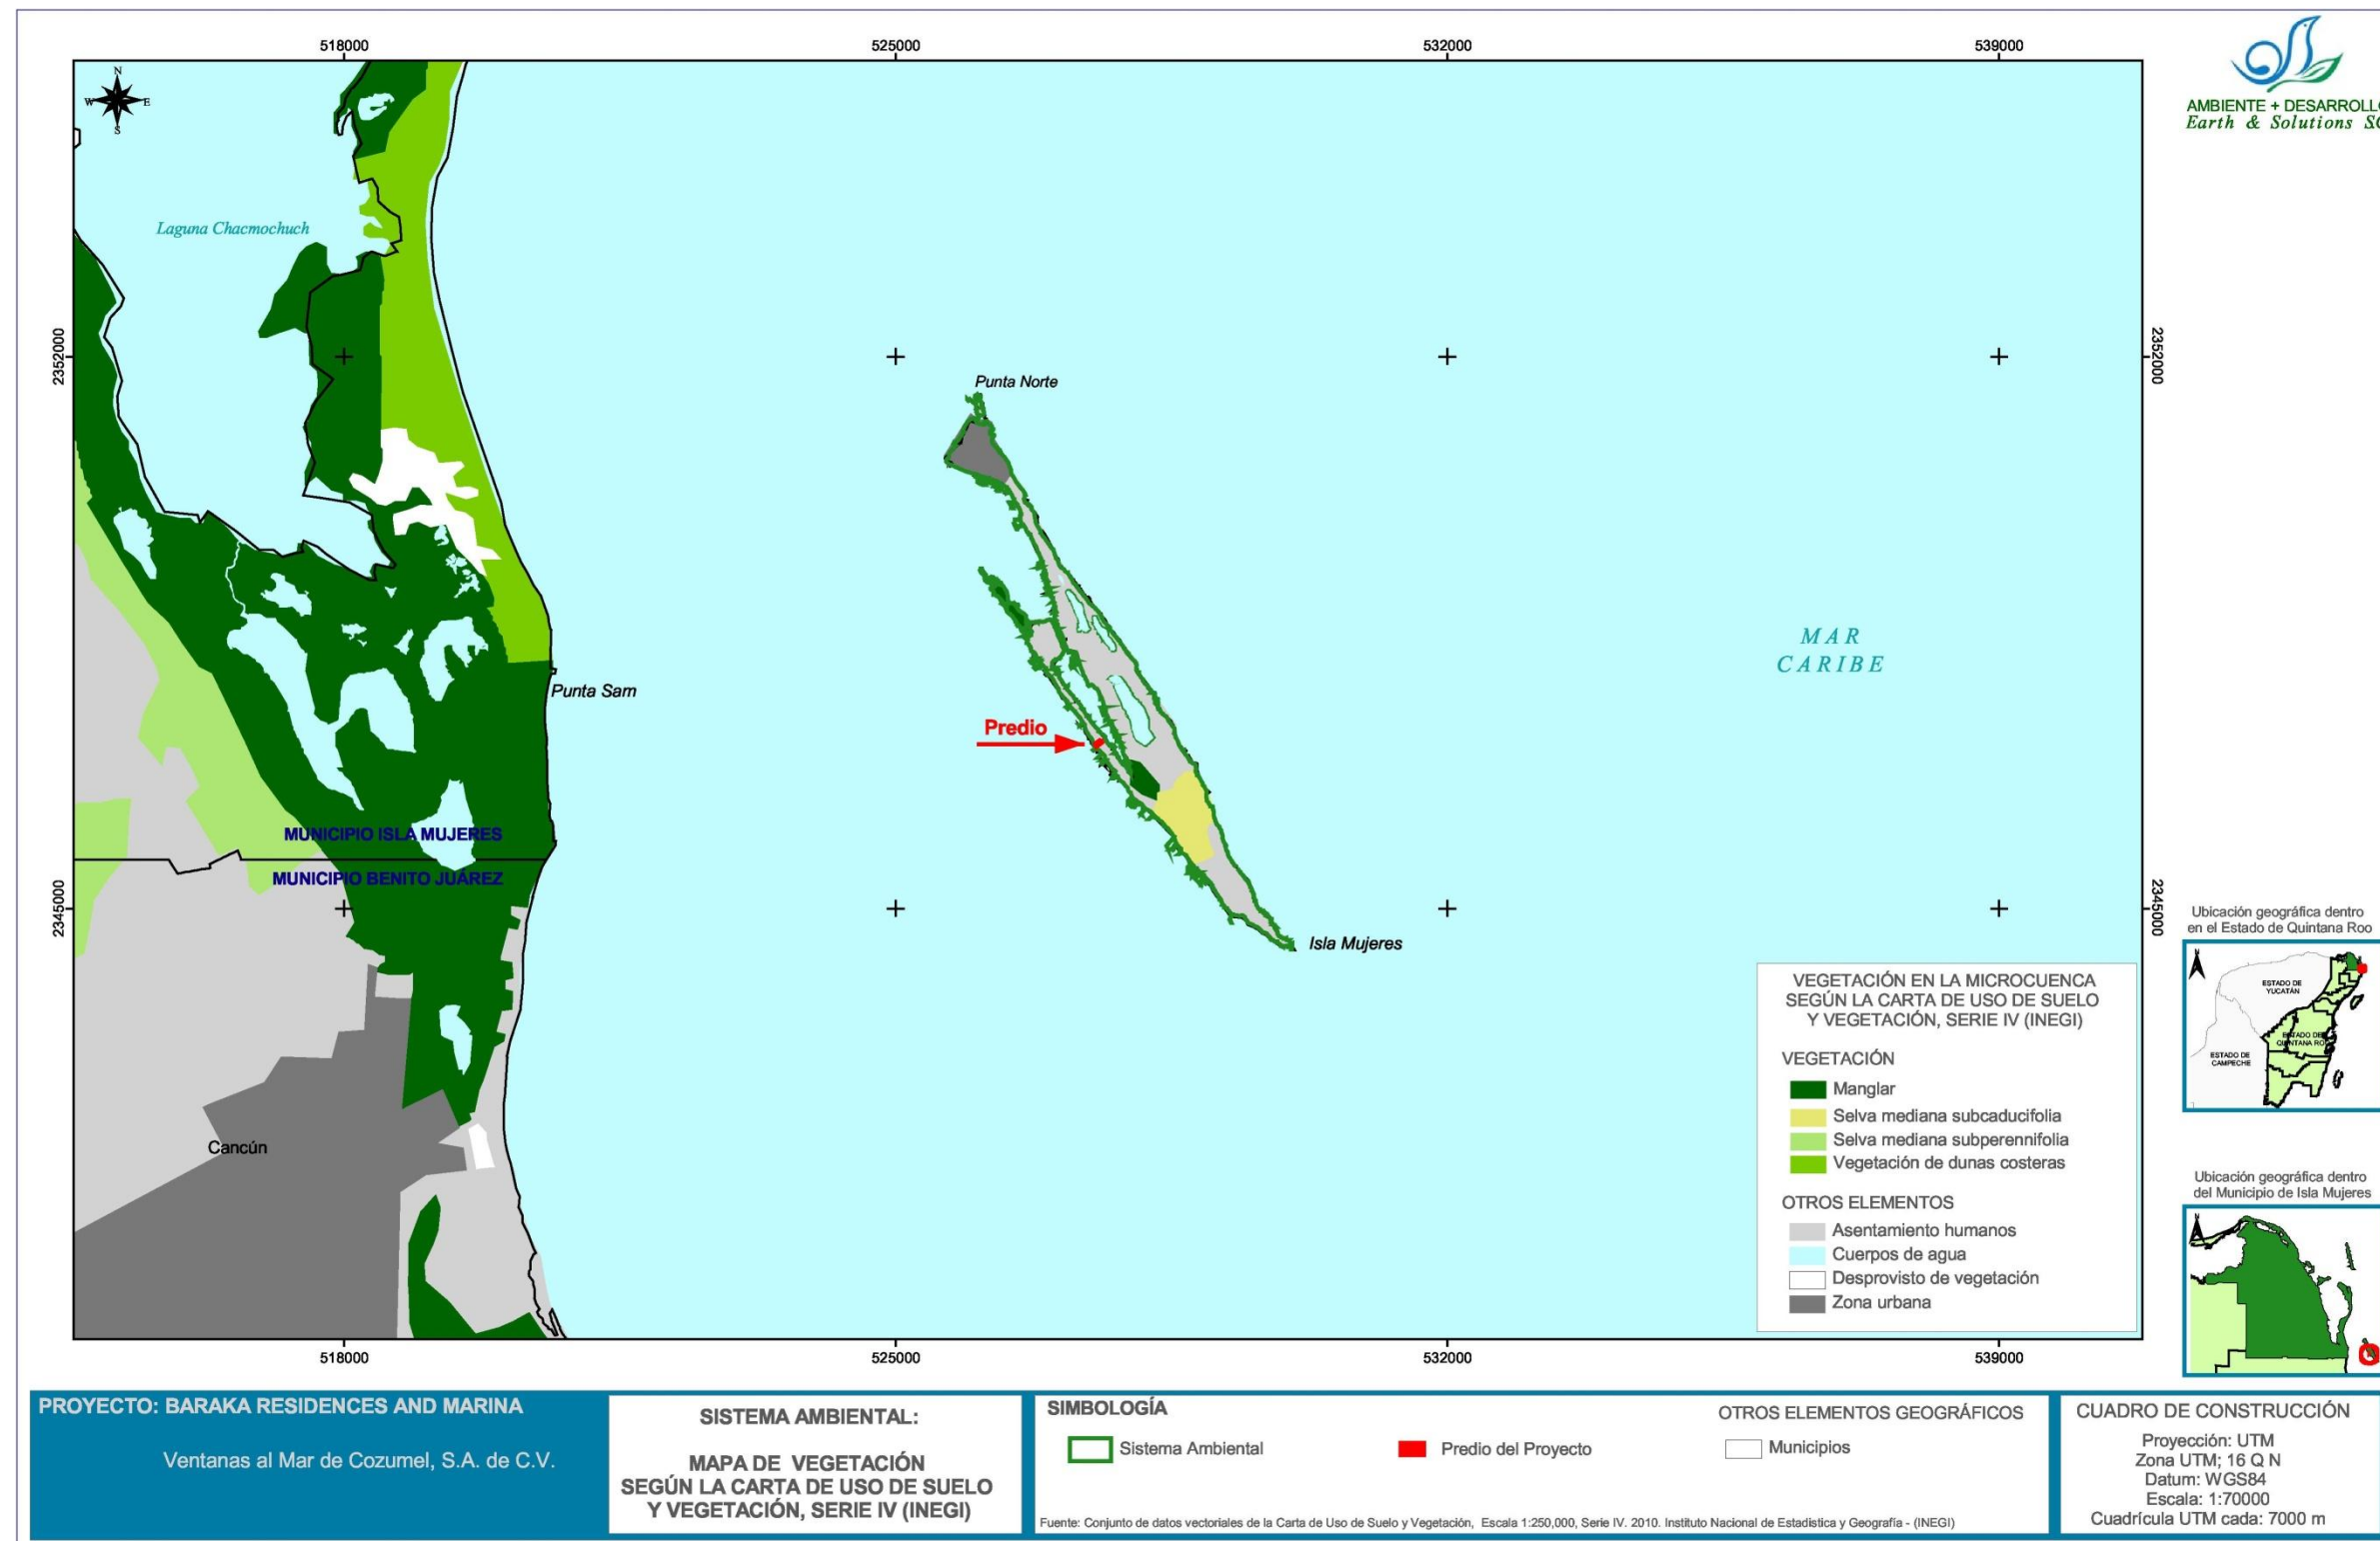 518000
525000
532000
539000
N
W
E
S
AMBIENTE + DESARROLLO
Earth & Solutions S.C
Laguna Chacmochuch
2352000
2352000
Punta Norte
MAR
CARIBE
Punta Sam
Predio
MUNICIPIO ISLA MUJERES
MUNICIPIO BENITO JUÁREZ
2345000
2345000
Isla Mujeres
Cancún
VEGETACIÓN EN LA MICROCUENCA
SEGÚN LA CARTA DE USO DE SUELO
Y VEGETACIÓN, SERIE IV (INEGI)
VEGETACIÓN
Manglar
Selva mediana subcaducifolia
Selva mediana subperennifolia
Vegetación de dunas costeras
OTROS ELEMENTOS
Asentamiento humanos
Cuerpos de agua
Desprovisto de vegetación
Zona urbana
Ubicación geográfica dentro
en el Estado de Quintana Roo
ESTADO DE
YUCATÁN
ESTADO DE
QUINTANA RO
ESTADO DE
CAMPECHE
Ubicación geográfica dentro
del Municipio de Isla Mujeres
518000
525000
532000
539000
PROYECTO: BARAKA RESIDENCES AND MARINA
Ventanas al Mar de Cozumel, S.A. de C.V.
SISTEMA AMBIENTAL:
MAPA DE VEGETACIÓN
SEGÚN LA CARTA DE USO DE SUELO
Y VEGETACIÓN, SERIE IV (INEGI)
SIMBOLOGÍA
Sistema Ambiental
Predio del Proyecto
OTROS ELEMENTOS GEOGRÁFICOS
Municipios
Fuente: Conjunto de datos vectoriales de la Carta de Uso de Suelo y Vegetación, Escala 1:250,000, Serie IV. 2010. Instituto Nacional de Estadística y Geografía - (INEGI)
CUADRO DE CONSTRUCCIÓN
Proyección: UTM
Zona UTM; 16 Q N
Datum: WGS84
Escala: 1:70000
Cuadrícula UTM cada: 7000 m